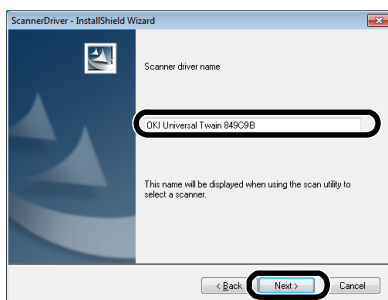 ScannerDriver - InstallShield Wizard
Scanner driver name
OKI Universal Twain 849C9B
This name will be displayed when using the scan utility to
select a scanner.
< Back
Next >
Cancel